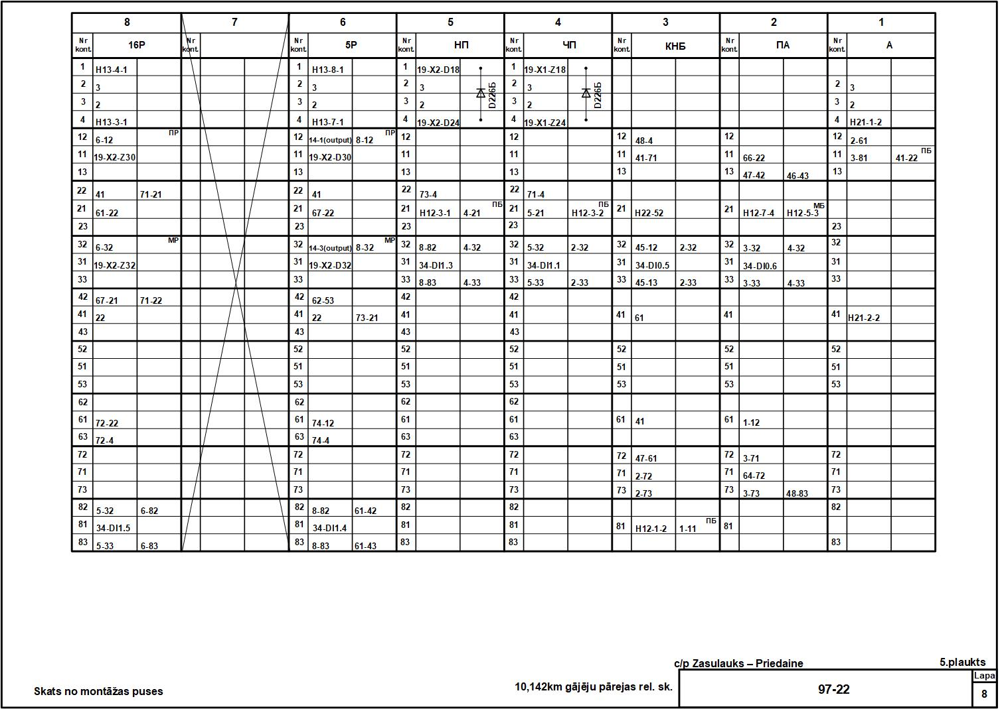 8 7 6 5 4 3 2 1
Nr kont. 16Р Nr kont. Nr kont. 5Р Nr kont. НП Nr kont. ЧП Nr kont. КНБ Nr kont. ПА Nr kont. А
1 Н13-4-1 1 Н13-8-1 1 19-X2-D18 1 19-X1-Z18
2 3 2 3 2 3 D226Б 2 3 D226Б 2 3
3 2 3 2 3 2 3 2 3 2
4 Н13-3-1 4 Н13-7-1 4 19-X2-D24 4 19-X1-Z24 4 Н21-1-2
12 6-12 ПР 12 14-1(output) 8-12 ПР 12 12 12 48-4 12 12 2-61
11 19-X2-Z30 11 19-X2-D30 11 11 11 41-71 11 66-22 11 3-81 41-22 ПБ
13 13 13 13 13 13 47-42 46-43 13
22 41 71-21 22 41 22 73-4 22 71-4
21 61-22 21 67-22 21 Н12-3-1 4-21 ПБ 21 5-21 Н12-3-2 ПБ 21 Н22-52 21 Н12-7-4 Н12-5-3 МБ
23 23 23 23 23
32 6-32 МР 32 14-3(output) 8-32 МР 32 8-82 4-32 32 5-32 2-32 32 45-12 2-32 32 3-32 4-32 32
31 19-X2-Z32 31 19-X2-D32 31 34-DI1.3 31 34-DI1.1 31 34-DI0.5 31 34-DI0.6 31
33 33 33 8-83 4-33 33 5-33 2-33 33 45-13 2-33 33 3-33 4-33 33
42 67-21 71-22 42 62-53 42 42
41 22 41 22 73-21 41 41 41 61 41 41 Н21-2-2
43 43 43 43
52 52 52 52 52 52 52
51 51 51 51 51 51 51
53 53 53 53 53 53 53
62 62 62 62
61 72-22 61 74-12 61 61 61 41 61 1-12
63 72-4 63 74-4 63 63
72 72 72 72 72 47-61 72 3-71 72
71 71 71 71 71 2-72 71 64-72 71
73 73 73 73 73 2-73 73 3-73 48-83 73
82 5-32 6-82 82 8-82 61-42 82 82 82
81 34-DI1.5 81 34-DI1.4 81 81 81 Н12-1-2 1-11 ПБ 81
83 5-33 6-83 83 8-83 61-43 83 83 83
c/p Zasulauks – Priedaine 5.plaukts
Skats no montāžas puses 10,142km gājēju pārejas rel. sk. 97-22 Lapa
8